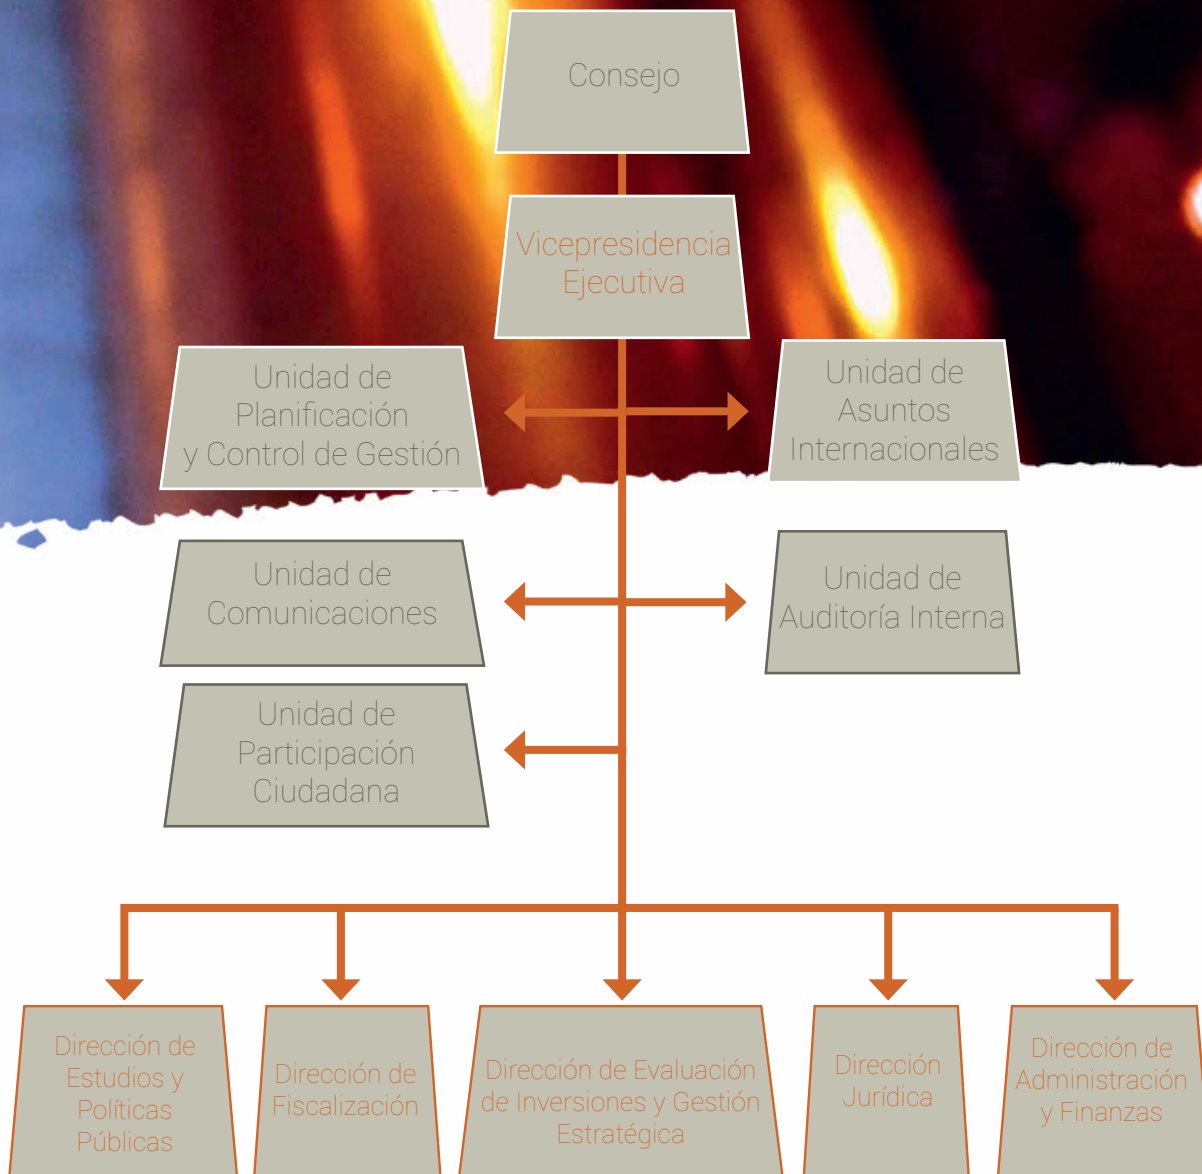 Consejo
Vicepresidencia
Ejecutiva
Unidad de
Planificación
y Control de Gestión
Unidad de
Asuntos
Internacionales
Unidad de
Comunicaciones
Unidad de
Auditoría Interna
Unidad de
Participación
Ciudadana
Dirección de
Estudios y
Políticas
Públicas
Dirección de
Fiscalización
Dirección de Evaluación
de Inversiones y Gestión
Estratégica
Dirección
Jurídica
Dirección de
Administración
y Finanzas